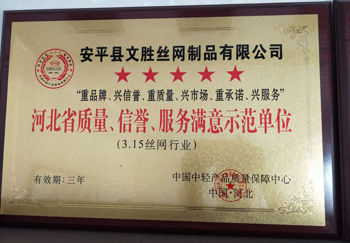 安平县文胜丝网制品有限公司
★★★★★
“重品牌、兴信誉、重质量、兴市场、重承诺、兴服务”
河北省质量、信誉、服务满意示范单位
(3.15丝网行业)
有效期:三年
中国中轻产品质量保障中心
中国·河北